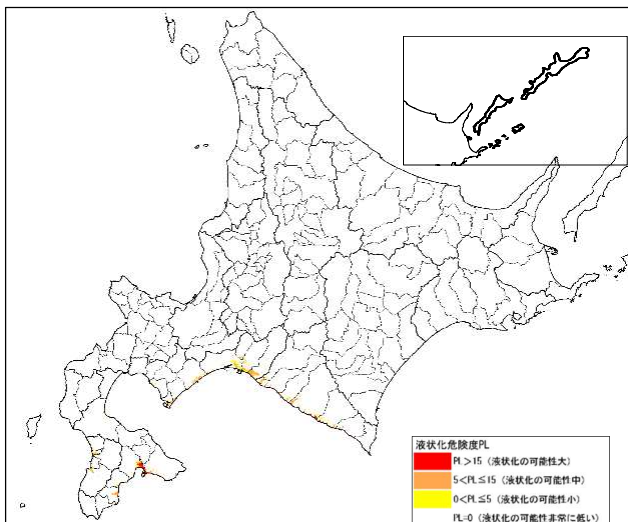 液状化危険度PL
PL>15（液状化の可能性大）
5<PL≦15（液状化の可能性中）
0<PL≦5（液状化の可能性小）
PL=0（液状化の可能性非常に低い）